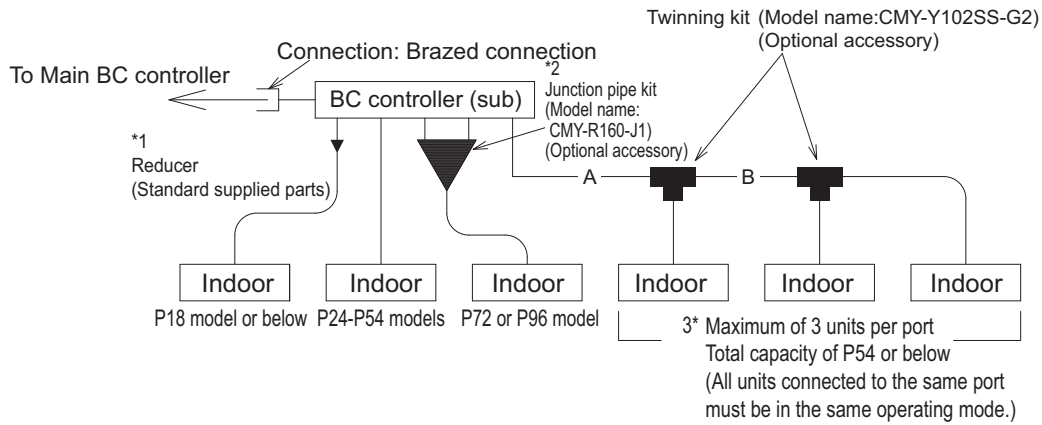 Twinning kit (Model name:CMY-Y102SS-G2)
(Optional accessory)
Connection: Brazed connection
To Main BC controller
BC controller (sub)
*2
Junction pipe kit
(Model name:
CMY-R160-J1)
(Optional accessory)
*1
Reducer
(Standard supplied parts)
A
B
Indoor
Indoor
Indoor
Indoor
Indoor
Indoor
P18 model or below
P24-P54 models
P72 or P96 model
3* Maximum of 3 units per port
Total capacity of P54 or below
(All units connected to the same port
must be in the same operating mode.)